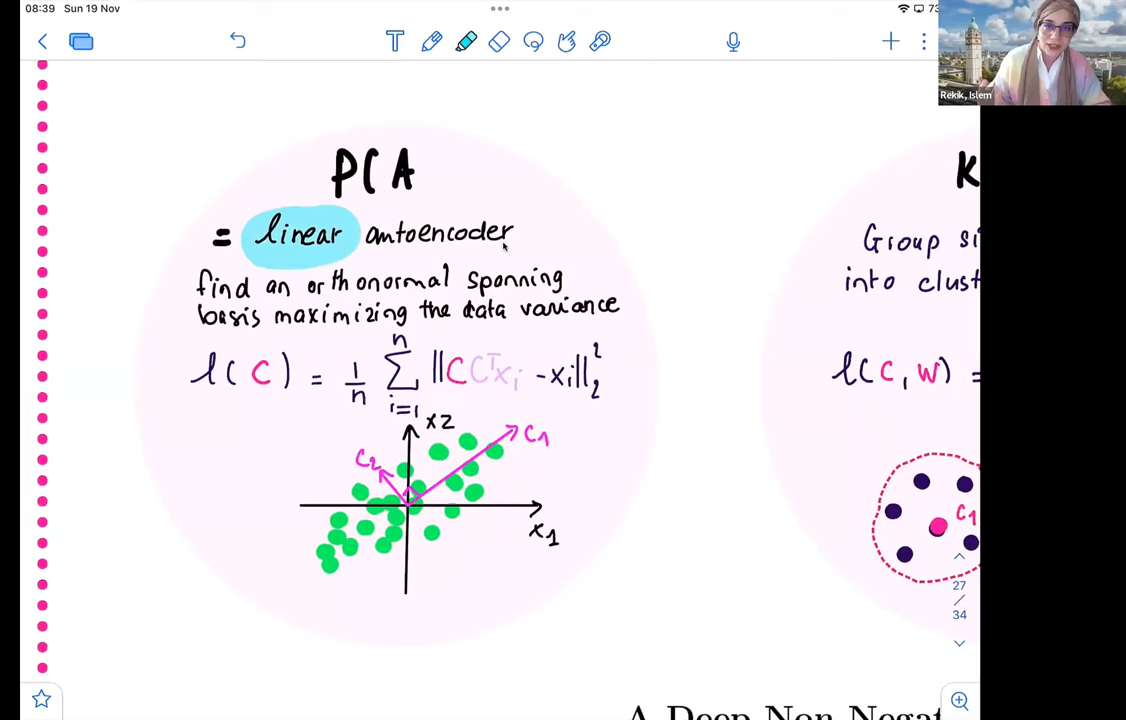 08:39 Sun 19 Nov
Rekik, Islem
PCA
= linear autoencoder
find an orthonormal spanning
basis maximizing the data variance
l(C) = 1/n Σ_{i=1}^{n} ||CCᵀxᵢ - xᵢ||₂²
x2
C1
C2
x1
K
Group si
into clust
l(C, W) =
C1
27
/
34
A Deep Non-Negat